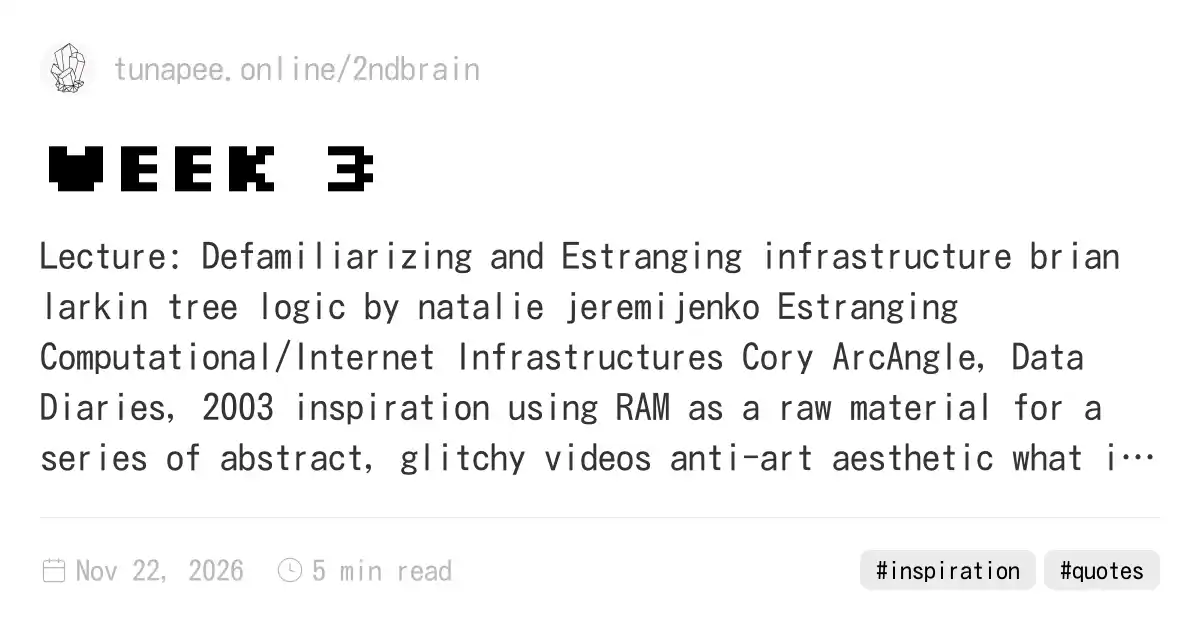 tunapee.online/2ndbrain
WEEK 3
Lecture: Defamiliarizing and Estranging infrastructure brian
larkin tree logic by natalie jeremijenko Estranging
Computational/Internet Infrastructures Cory ArcAngle, Data
Diaries, 2003 inspiration using RAM as a raw material for a
series of abstract, glitchy videos anti-art aesthetic what i…
Nov 22, 2026 5 min read #inspiration #quotes